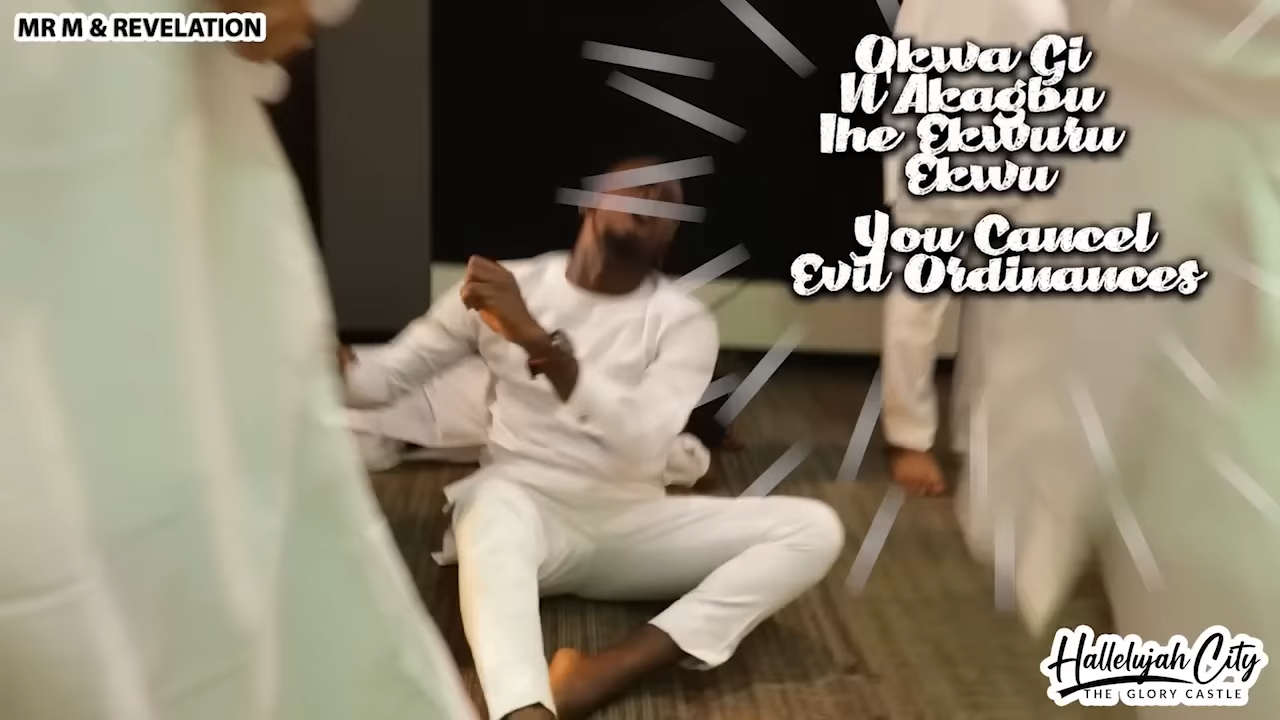 MR M & REVELATION
Okwa Gi
N'Akagbu
Ihe Ekwuru
Ekwu
You Cancel
Evil Ordinances
Hallelujah City
THE GLORY CASTLE